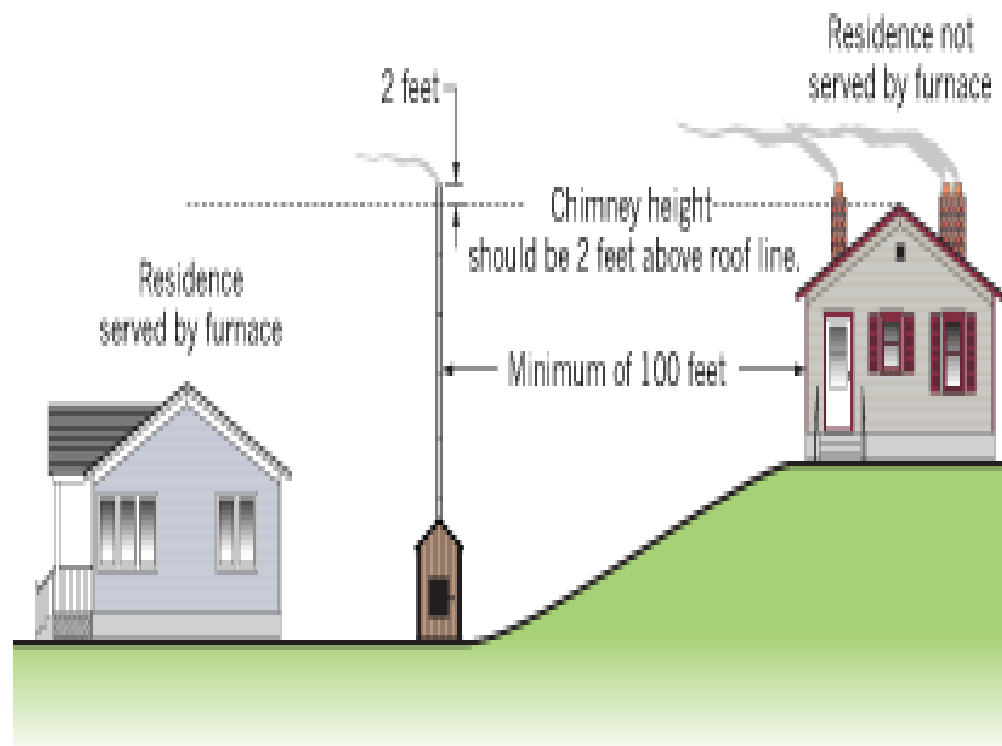 Residence not
served by furnace
2 feet
Chimney height
should be 2 feet above roof line.
Residence
served by furnace
Minimum of 100 feet